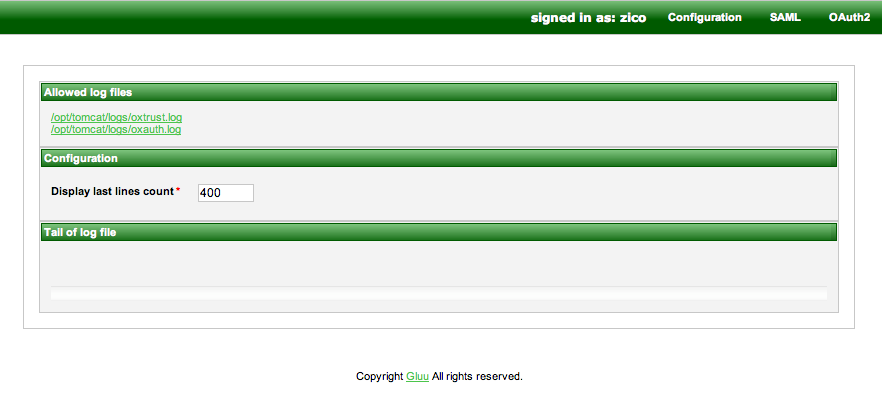 signed in as: zico Configuration SAML OAuth2
Allowed log files
/opt/tomcat/logs/oxtrust.log
/opt/tomcat/logs/oxauth.log
Configuration
Display last lines count * 400
Tail of log file
Copyright Gluu All rights reserved.